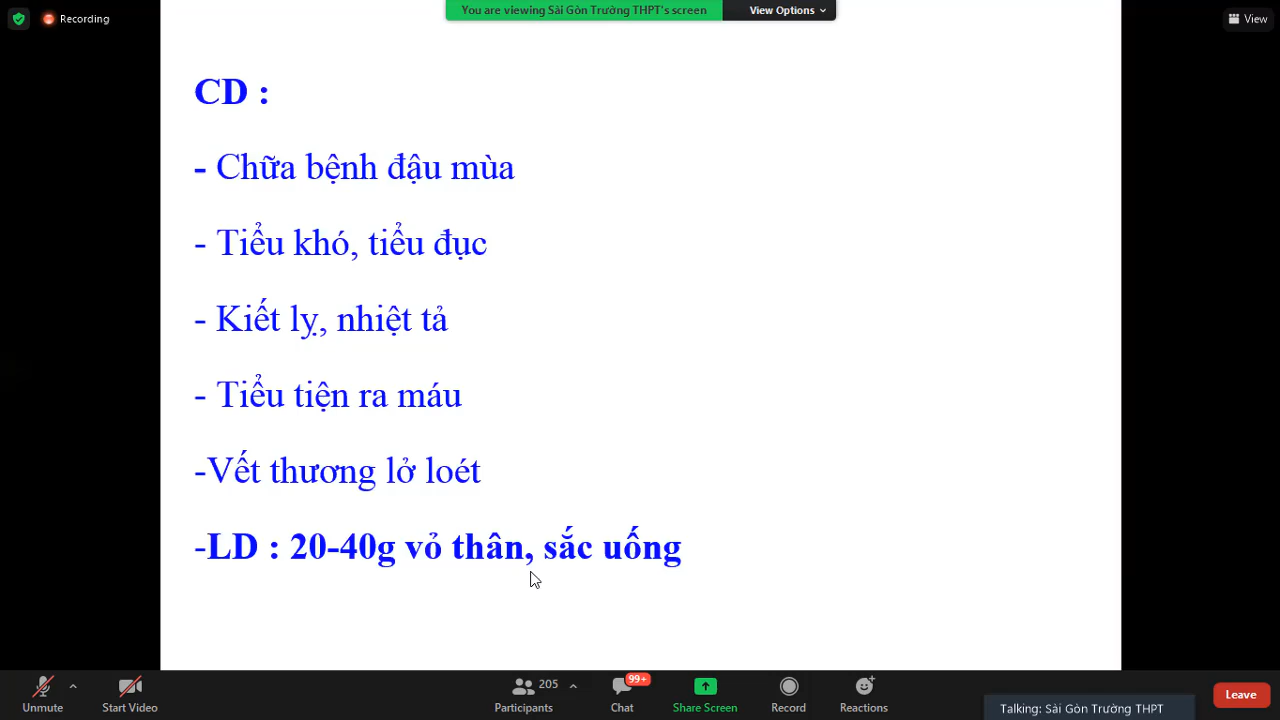 Recording
You are viewing Sài Gòn Trường THPT's screen
View Options
View
CD :
- Chữa bệnh đậu mùa
- Tiểu khó, tiểu đục
- Kiết lỵ, nhiệt tả
- Tiểu tiện ra máu
-Vết thương lở loét
-LD : 20-40g vỏ thân, sắc uống
Unmute
Start Video
205
Participants
99+
Chat
Share Screen
Record
Reactions
Talking: Sài Gòn Trường THPT
Leave